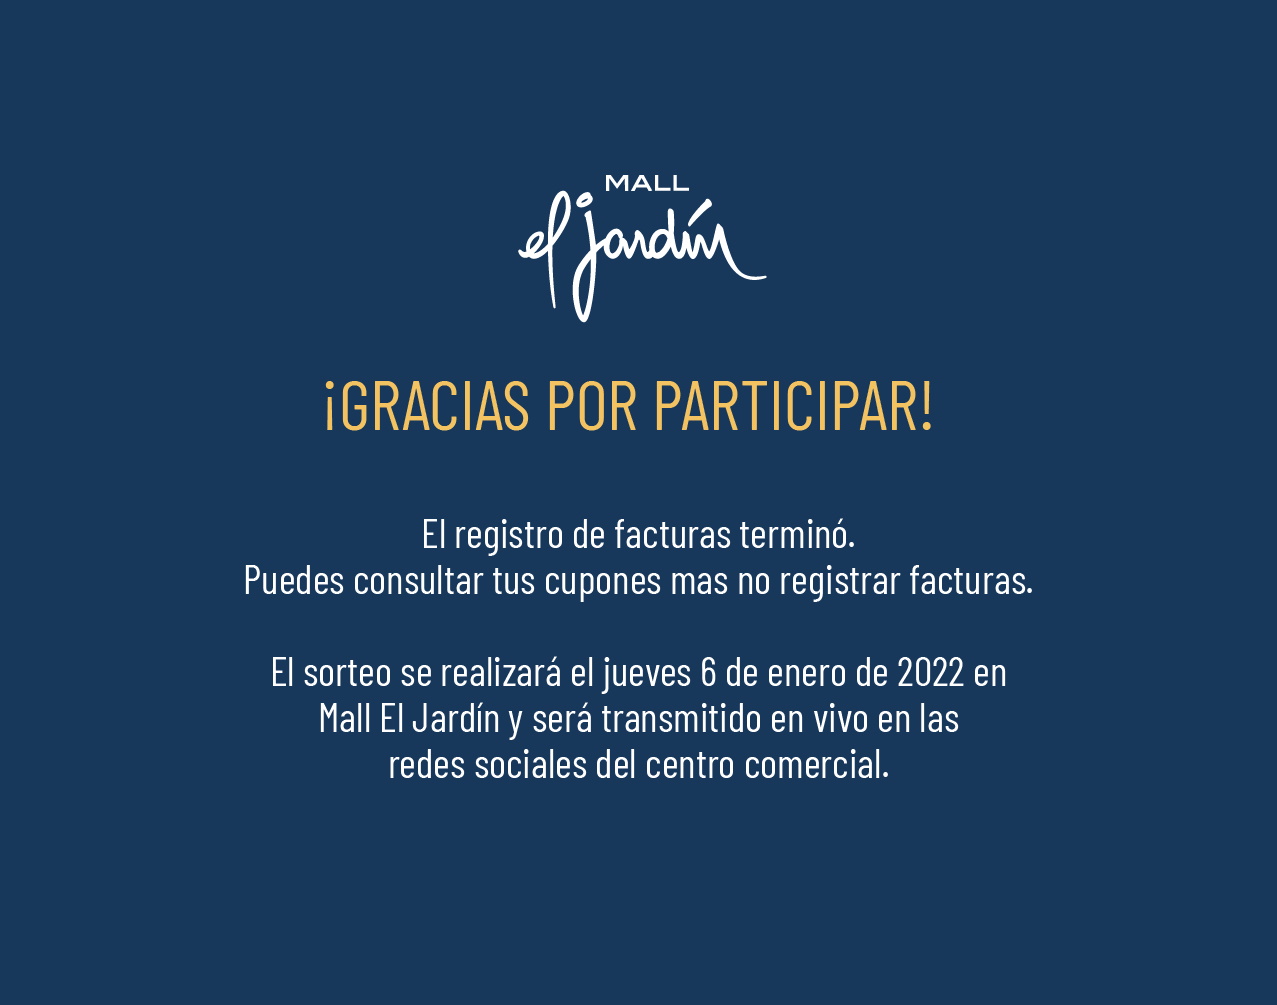 MALL
el jardín
¡GRACIAS POR PARTICIPAR!
El registro de facturas terminó.
Puedes consultar tus cupones mas no registrar facturas.
El sorteo se realizará el jueves 6 de enero de 2022 en
Mall El Jardín y será transmitido en vivo en las
redes sociales del centro comercial.